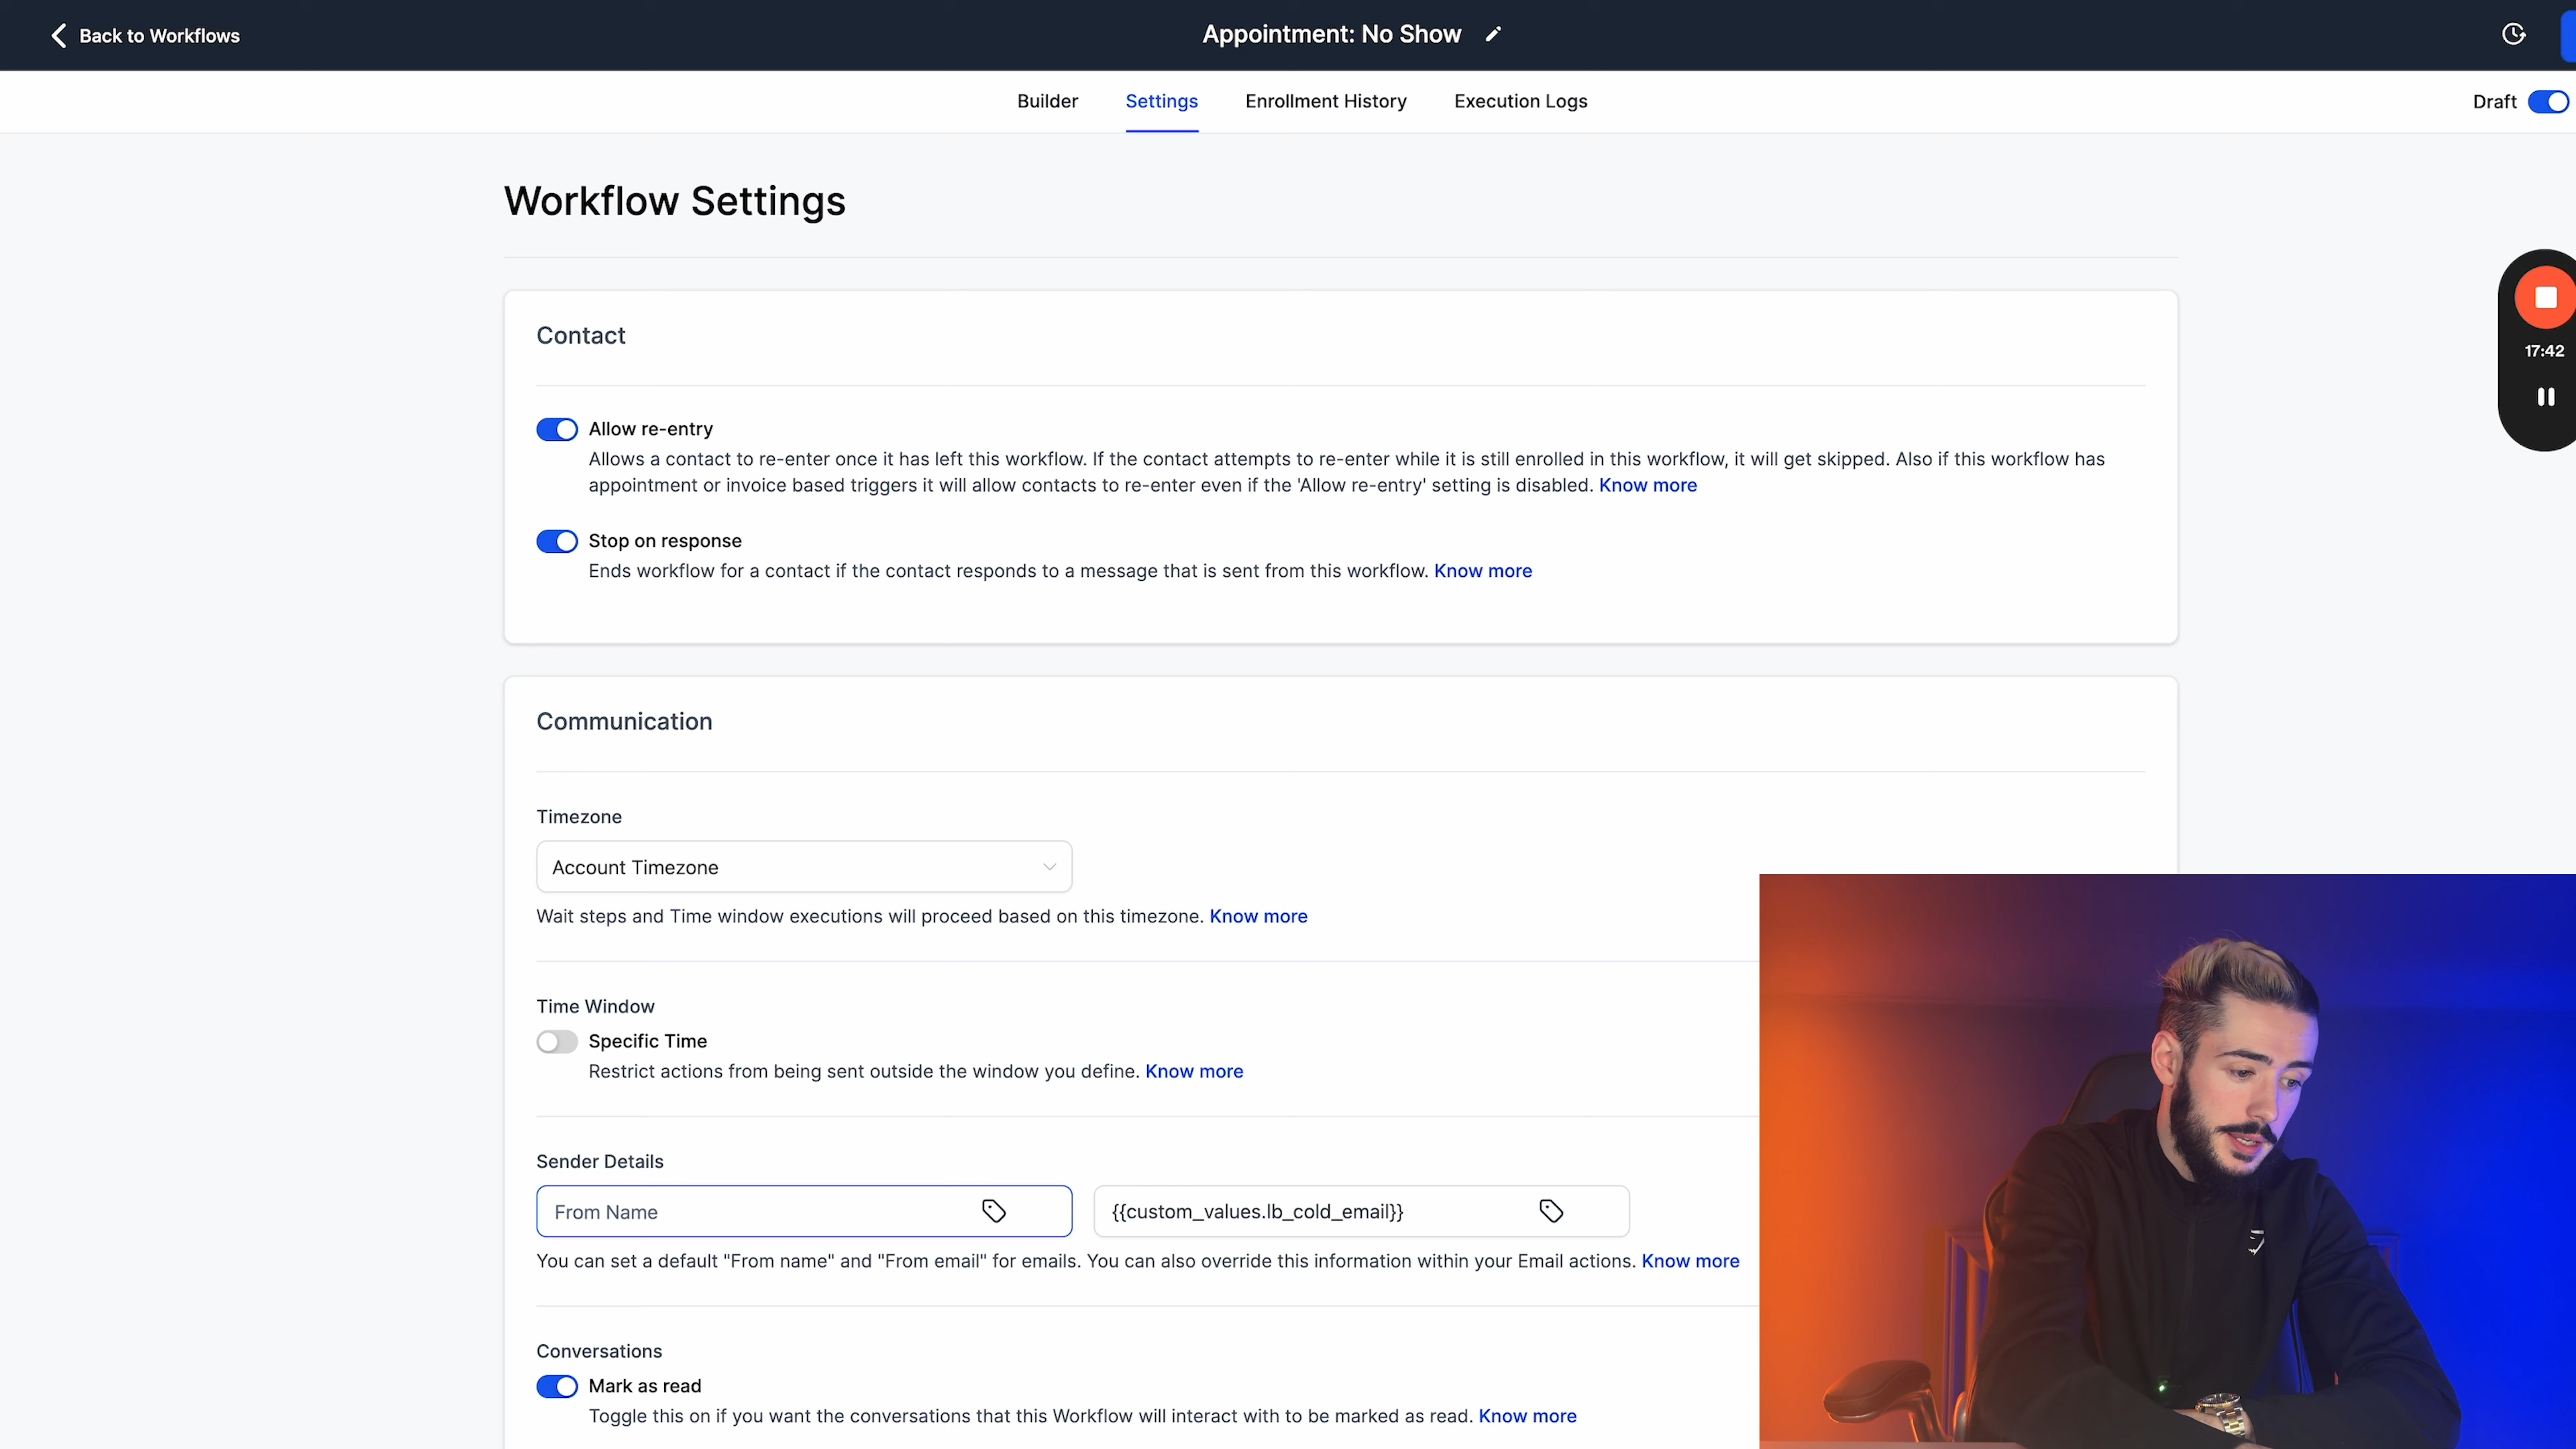 Back to Workflows
Appointment: No Show
Builder
Settings
Enrollment History
Execution Logs
Draft
Workflow Settings
Contact
17:42
Allow re-entry
Allows a contact to re-enter once it has left this workflow. If the contact attempts to re-enter while it is still enrolled in this workflow, it will get skipped. Also if this workflow has
appointment or invoice based triggers it will allow contacts to re-enter even if the 'Allow re-entry' setting is disabled. Know more
Stop on response
Ends workflow for a contact if the contact responds to a message that is sent from this workflow. Know more
Communication
Timezone
Account Timezone
Wait steps and Time window executions will proceed based on this timezone. Know more
Time Window
Specific Time
Restrict actions from being sent outside the window you define. Know more
Sender Details
From Name
{{custom_values.lb_cold_email}}
You can set a default "From name" and "From email" for emails. You can also override this information within your Email actions. Know more
Conversations
Mark as read
Toggle this on if you want the conversations that this Workflow will interact with to be marked as read. Know more